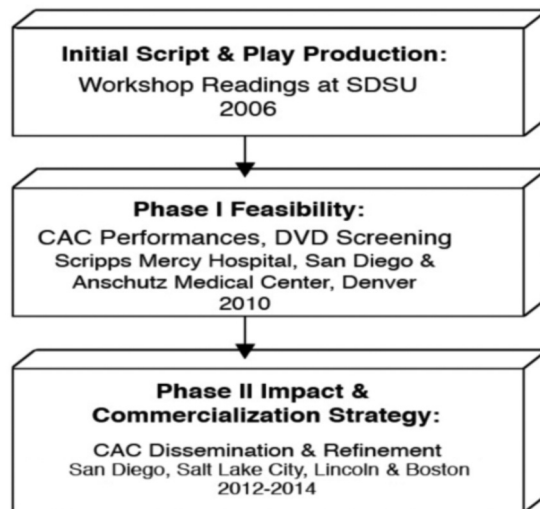 Initial Script & Play Production:
Workshop Readings at SDSU
2006
Phase I Feasibility:
CAC Performances, DVD Screening
Scripps Mercy Hospital, San Diego &
Anschutz Medical Center, Denver
2010
Phase II Impact &
Commercialization Strategy:
CAC Dissemination & Refinement
San Diego, Salt Lake City, Lincoln & Boston
2012-2014